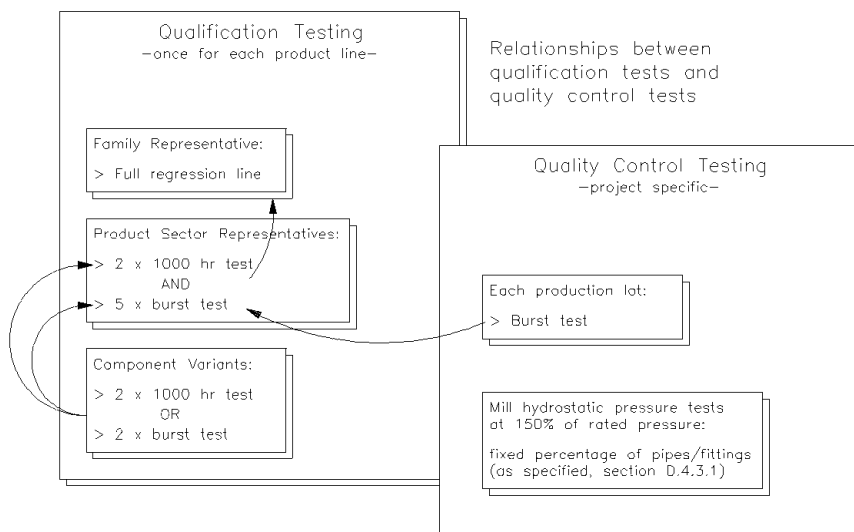 Qualification Testing
-once for each product line-
Relationships between
qualification tests and
quality control tests
Family Representative:
> Full regression line
Product Sector Representatives:
> 2 x 1000 hr test
AND
> 5 x burst test
Component Variants:
> 2 x 1000 hr test
OR
> 2 x burst test
Quality Control Testing
-project specific-
Each production lot:
> Burst test
Mill hydrostatic pressure tests
at 150% of rated pressure:
fixed percentage of pipes/fittings
(as specified, section D.4.3.1)